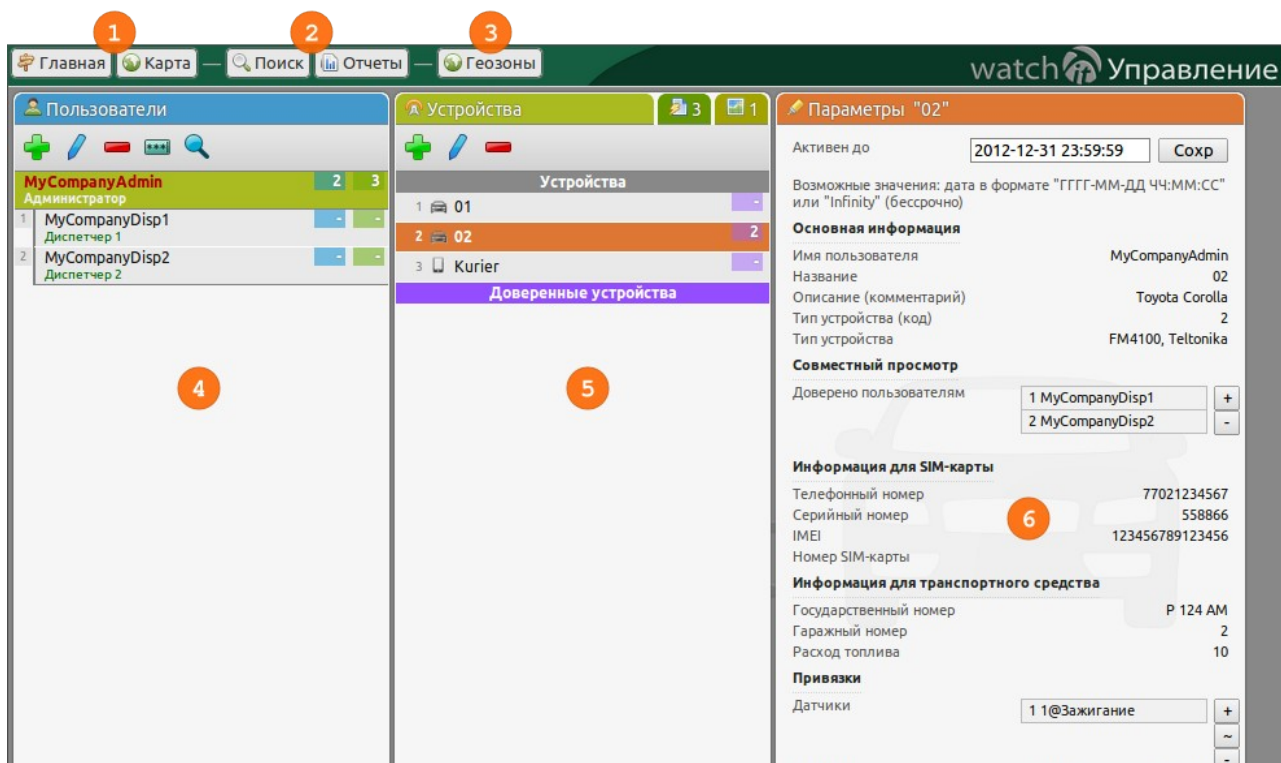 1 2 3
Главная Карта — Поиск Отчеты — Геозоны
watch Управление
Пользователи
MyCompanyAdmin 2 3
Администратор
1 MyCompanyDisp1 - -
Диспетчер 1
2 MyCompanyDisp2 - -
Диспетчер 2
4
Устройства 3 1
Устройства
1 01 -
2 02 2
3 Kurier -
Доверенные устройства
5
Параметры "02"
Активен до 2012-12-31 23:59:59 Сохр
Возможные значения: дата в формате "ГГГГ-ММ-ДД ЧЧ:ММ:СС"
или "Infinity" (бессрочно)
Основная информация
Имя пользователя MyCompanyAdmin
Название 02
Описание (комментарий) Toyota Corolla
Тип устройства (код) 2
Тип устройства FM4100, Teltonika
Совместный просмотр
Доверено пользователям 1 MyCompanyDisp1 +
2 MyCompanyDisp2 -
Информация для SIM-карты
Телефонный номер 77021234567
Серийный номер 558866
6
IMEI 123456789123456
Номер SIM-карты
Информация для транспортного средства
Государственный номер Р 124 АМ
Гаражный номер 2
Расход топлива 10
Привязки
Датчики 1 1@Зажигание +
~
-